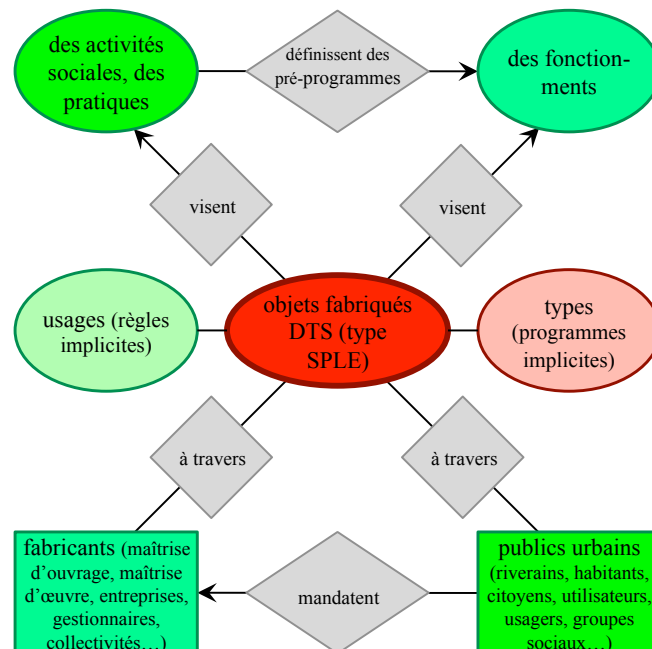 des activités
sociales, des
pratiques
définissent des
pré-programmes
des fonction-
nements
visent
visent
usages (règles
implicites)
objets fabriqués
DTS (type
SPLE)
types
(programmes
implicites)
à travers
à travers
fabricants (maîtrise
d’ouvrage, maîtrise
d’œuvre, entreprises,
gestionnaires,
collectivités…)
mandatent
publics urbains
(riverains, habitants,
citoyens, utilisateurs,
usagers, groupes
sociaux…)